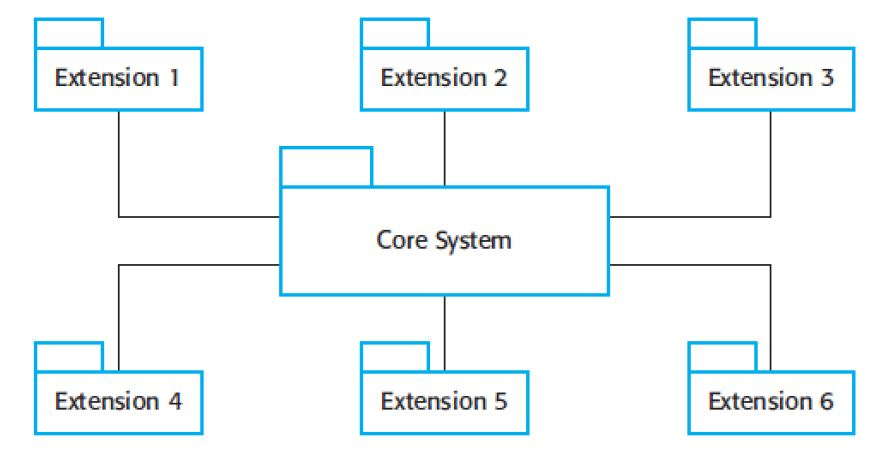 Extension 1
Extension 2
Extension 3
Core System
Extension 4
Extension 5
Extension 6